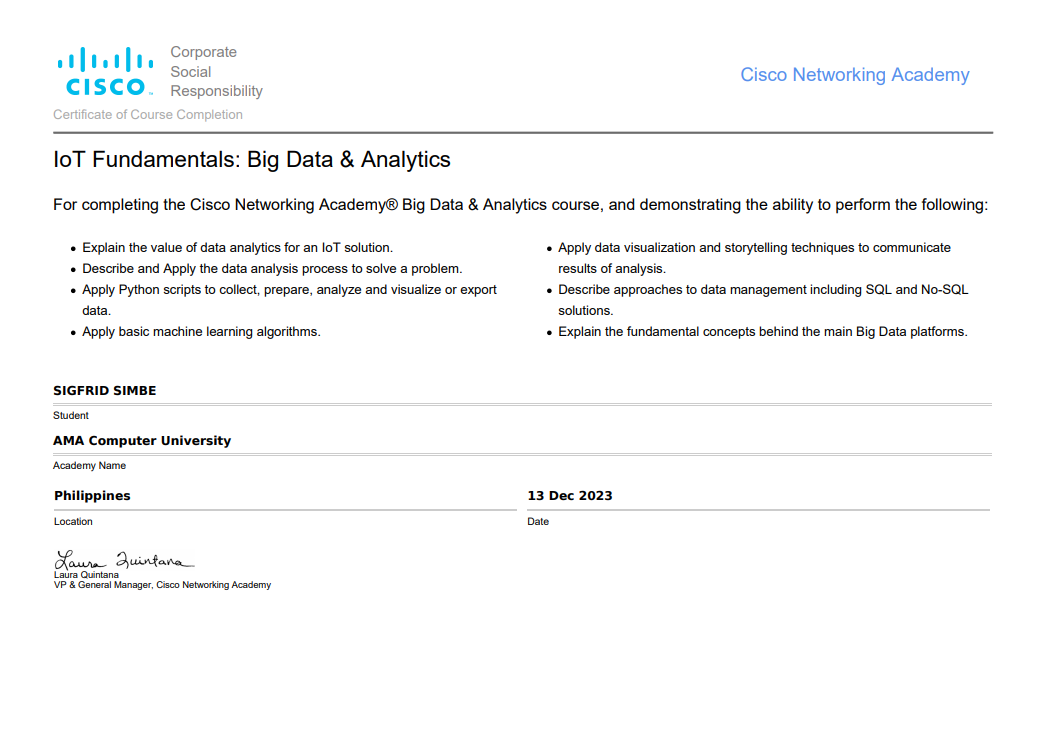 Corporate
Social
Responsibility
CISCO
Cisco Networking Academy
Certificate of Course Completion
IoT Fundamentals: Big Data & Analytics
For completing the Cisco Networking Academy® Big Data & Analytics course, and demonstrating the ability to perform the following:
• Explain the value of data analytics for an IoT solution.
• Describe and Apply the data analysis process to solve a problem.
• Apply Python scripts to collect, prepare, analyze and visualize or export
data.
• Apply basic machine learning algorithms.
• Apply data visualization and storytelling techniques to communicate
results of analysis.
• Describe approaches to data management including SQL and No-SQL
solutions.
• Explain the fundamental concepts behind the main Big Data platforms.
SIGFRID SIMBE
Student
AMA Computer University
Academy Name
Philippines
Location
13 Dec 2023
Date
Laura Quintana
Laura Quintana
VP & General Manager, Cisco Networking Academy